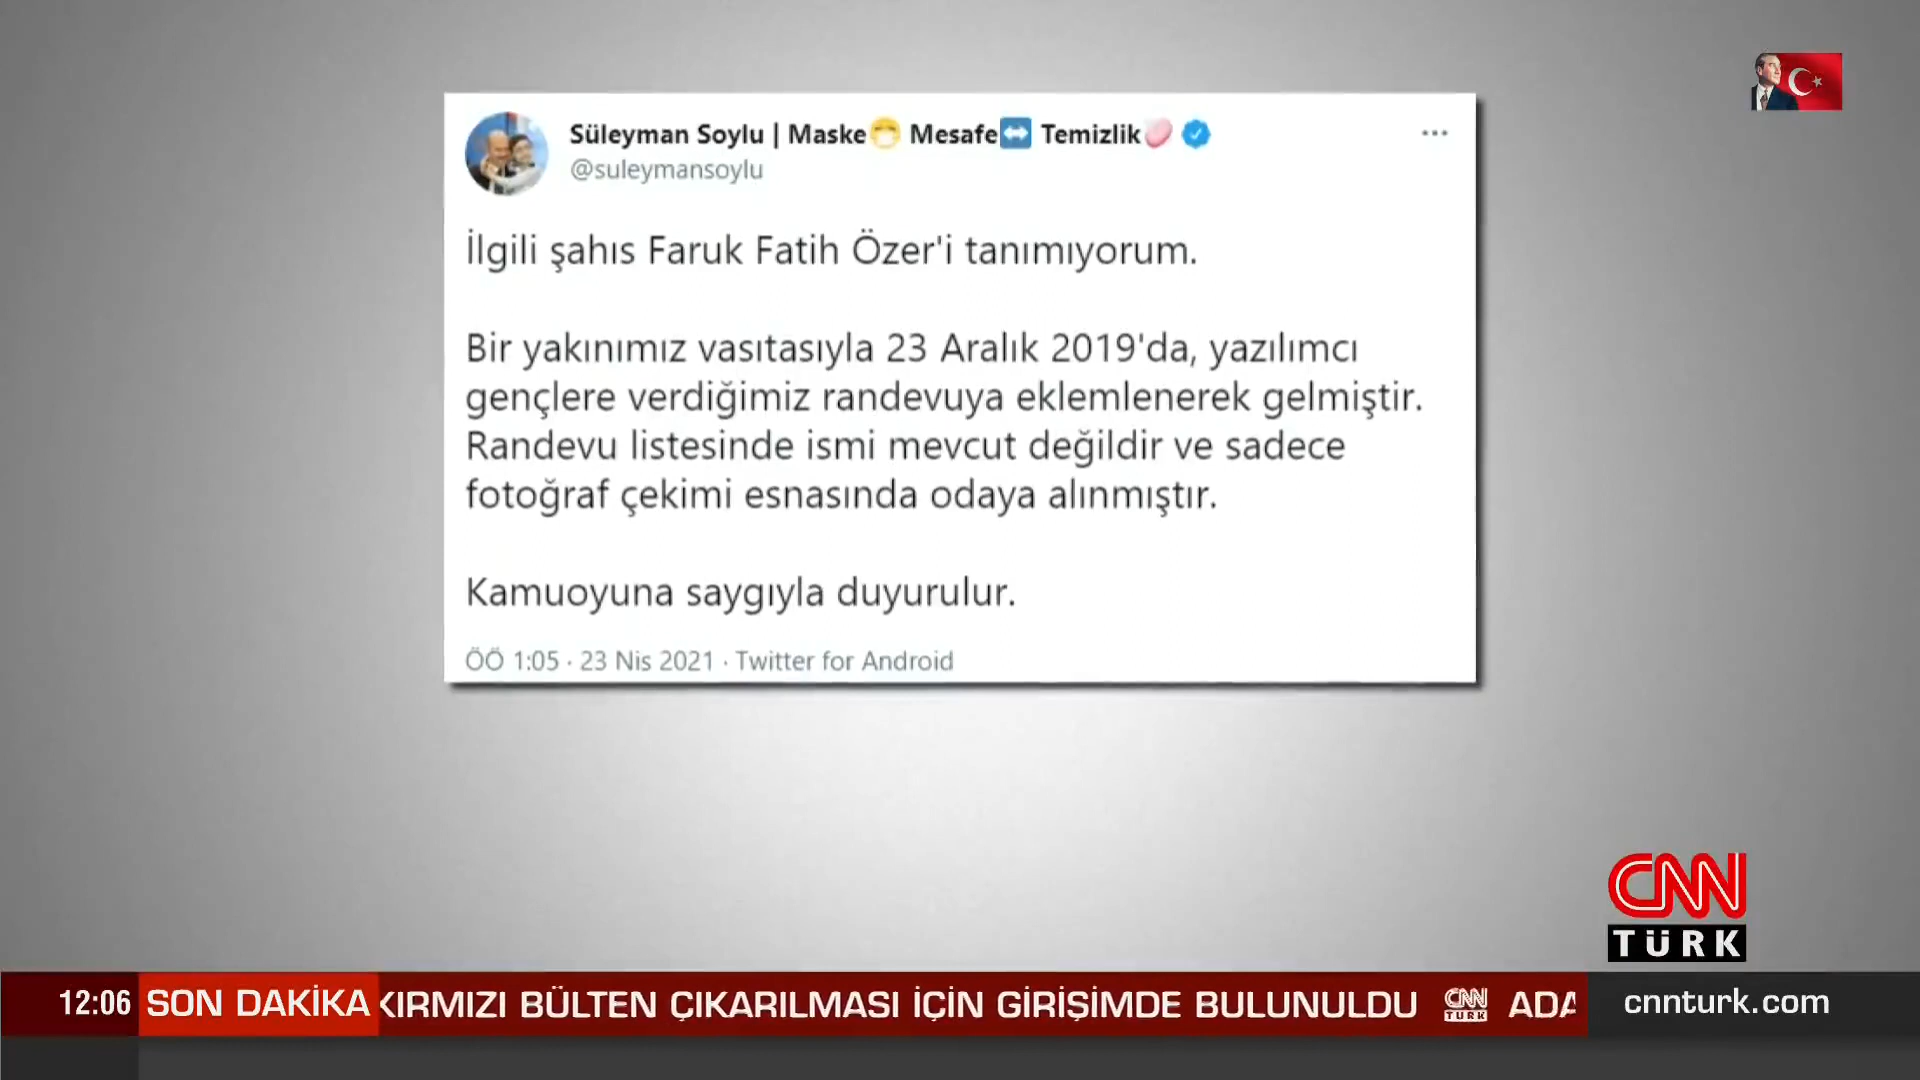 Süleyman Soylu | Maske😷 Mesafe↔️ Temizlik🧼
@suleymansoylu
İlgili şahıs Faruk Fatih Özer'i tanımıyorum.
Bir yakınımız vasıtasıyla 23 Aralık 2019'da, yazılımcı
gençlere verdiğimiz randevuya eklemlenerek gelmiştir.
Randevu listesinde ismi mevcut değildir ve sadece
fotoğraf çekimi esnasında odaya alınmıştır.
Kamuoyuna saygıyla duyurulur.
ÖÖ 1:05 · 23 Nis 2021 · Twitter for Android
CNN
TÜRK
12:06 SON DAKİKA KIRMIZI BÜLTEN ÇIKARILMASI İÇİN GİRİŞİMDE BULUNULDU CNN TÜRK ADA cnnturk.com